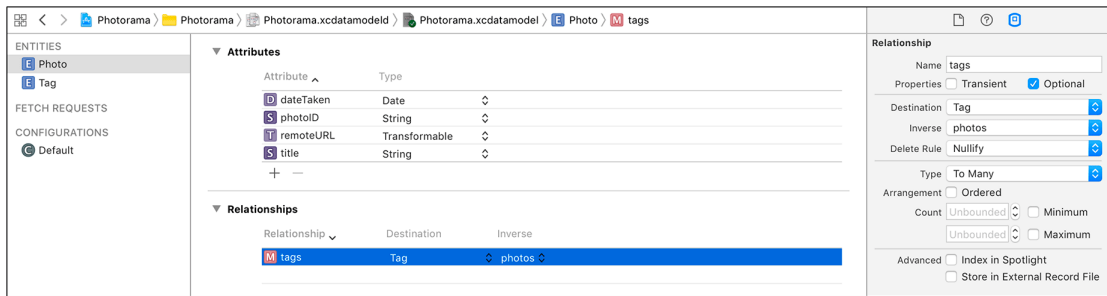 Photorama Photorama Photorama.xcdatamodeld Photorama.xcdatamodel E Photo M tags
ENTITIES
E Photo
E Tag
FETCH REQUESTS
CONFIGURATIONS
C Default
Attributes
Attribute Type
D dateTaken Date
S photoID String
T remoteURL Transformable
S title String
Relationships
Relationship Destination Inverse
M tags Tag photos
Relationship
Name tags
Properties Transient Optional
Destination Tag
Inverse photos
Delete Rule Nullify
Type To Many
Arrangement Ordered
Count Unbounded Minimum
Unbounded Maximum
Advanced Index in Spotlight
Store in External Record File